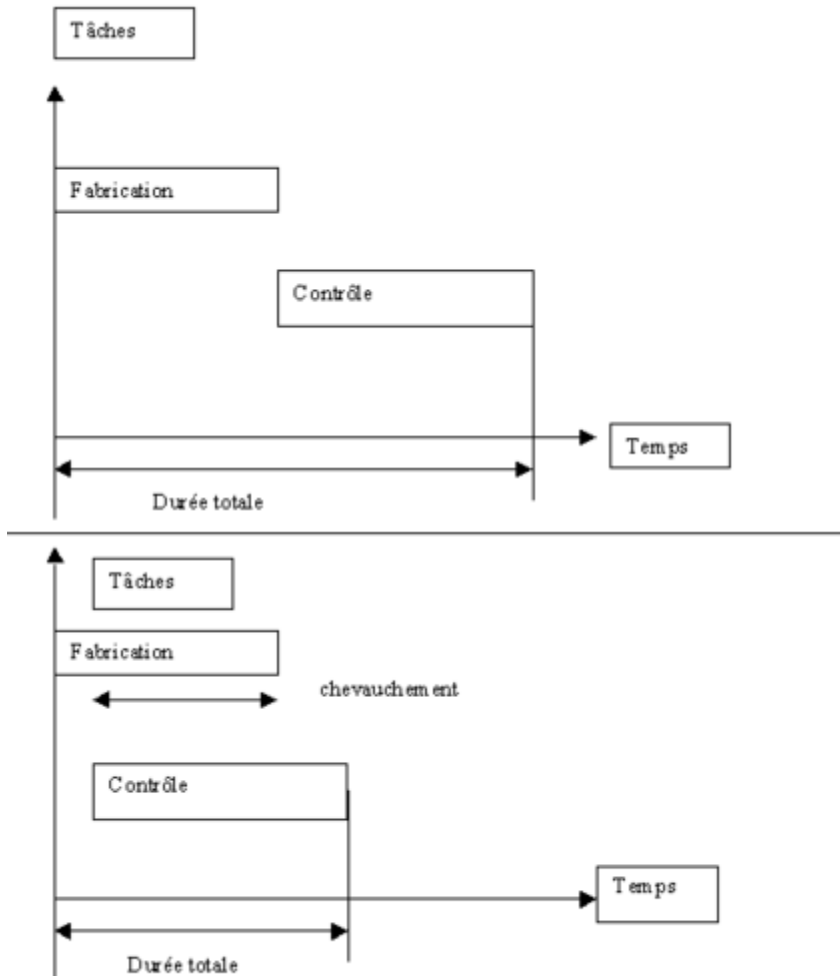 Tâches
Fabrication
Contrôle
Temps
Durée totale
Tâches
Fabrication
chevauchement
Contrôle
Temps
Durée totale